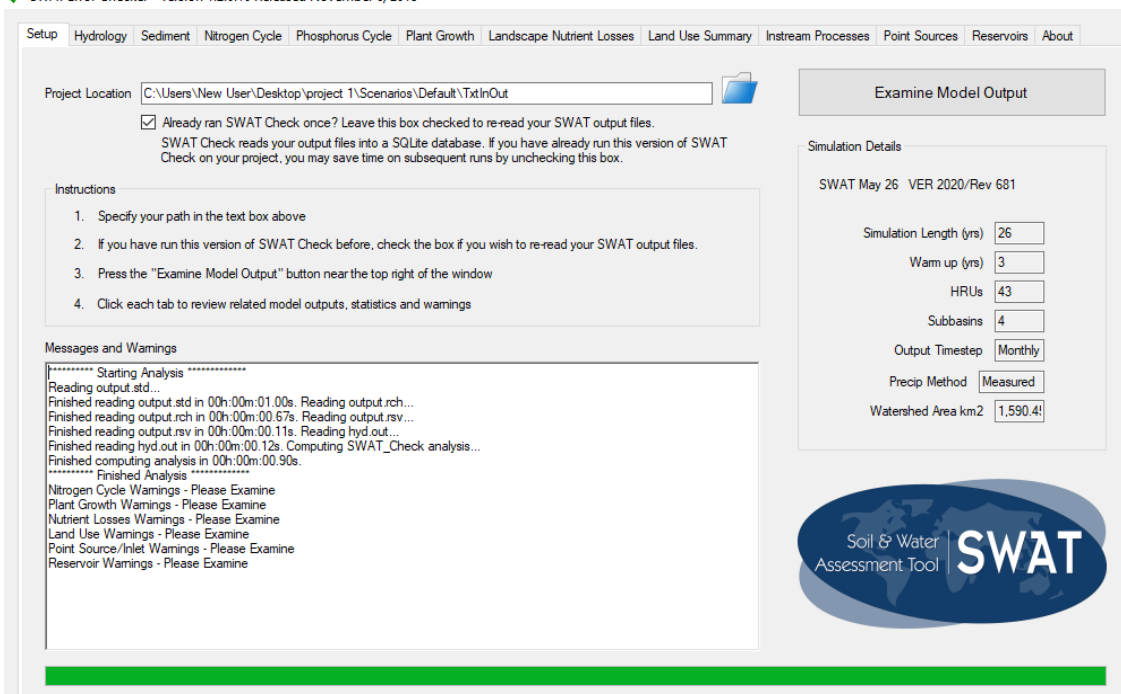 Setup Hydrology Sediment Nitrogen Cycle Phosphorus Cycle Plant Growth Landscape Nutrient Losses Land Use Summary Instream Processes Point Sources Reservoirs About
Project Location C:\Users\New User\Desktop\project 1\Scenarios\Default\TxtInOut
Already ran SWAT Check once? Leave this box checked to re-read your SWAT output files.
SWAT Check reads your output files into a SQLite database. If you have already run this version of SWAT
Check on your project, you may save time on subsequent runs by unchecking this box.
Instructions
1. Specify your path in the text box above
2. If you have run this version of SWAT Check before, check the box if you wish to re-read your SWAT output files.
3. Press the "Examine Model Output" button near the top right of the window
4. Click each tab to review related model outputs, statistics and warnings
Messages and Warnings
********** Starting Analysis *************
Reading output.std...
Finished reading output.std in 00h:00m:01.00s. Reading output.rch...
Finished reading output.rch in 00h:00m:00.67s. Reading output.rsv...
Finished reading output.rsv in 00h:00m:00.11s. Reading hyd.out...
Finished reading hyd.out in 00h:00m:00.12s. Computing SWAT_Check analysis...
Finished computing analysis in 00h:00m:00.90s.
********** Finished Analysis *************
Nitrogen Cycle Warnings - Please Examine
Plant Growth Warnings - Please Examine
Nutrient Losses Warnings - Please Examine
Land Use Warnings - Please Examine
Point Source/Inlet Warnings - Please Examine
Reservoir Warnings - Please Examine
Examine Model Output
Simulation Details
SWAT May 26 VER 2020/Rev 681
Simulation Length (yrs) 26
Warm up (yrs) 3
HRUs 43
Subbasins 4
Output Timestep Monthly
Precip Method Measured
Watershed Area km2 1,590.4
Soil & Water
Assessment Tool
SWAT